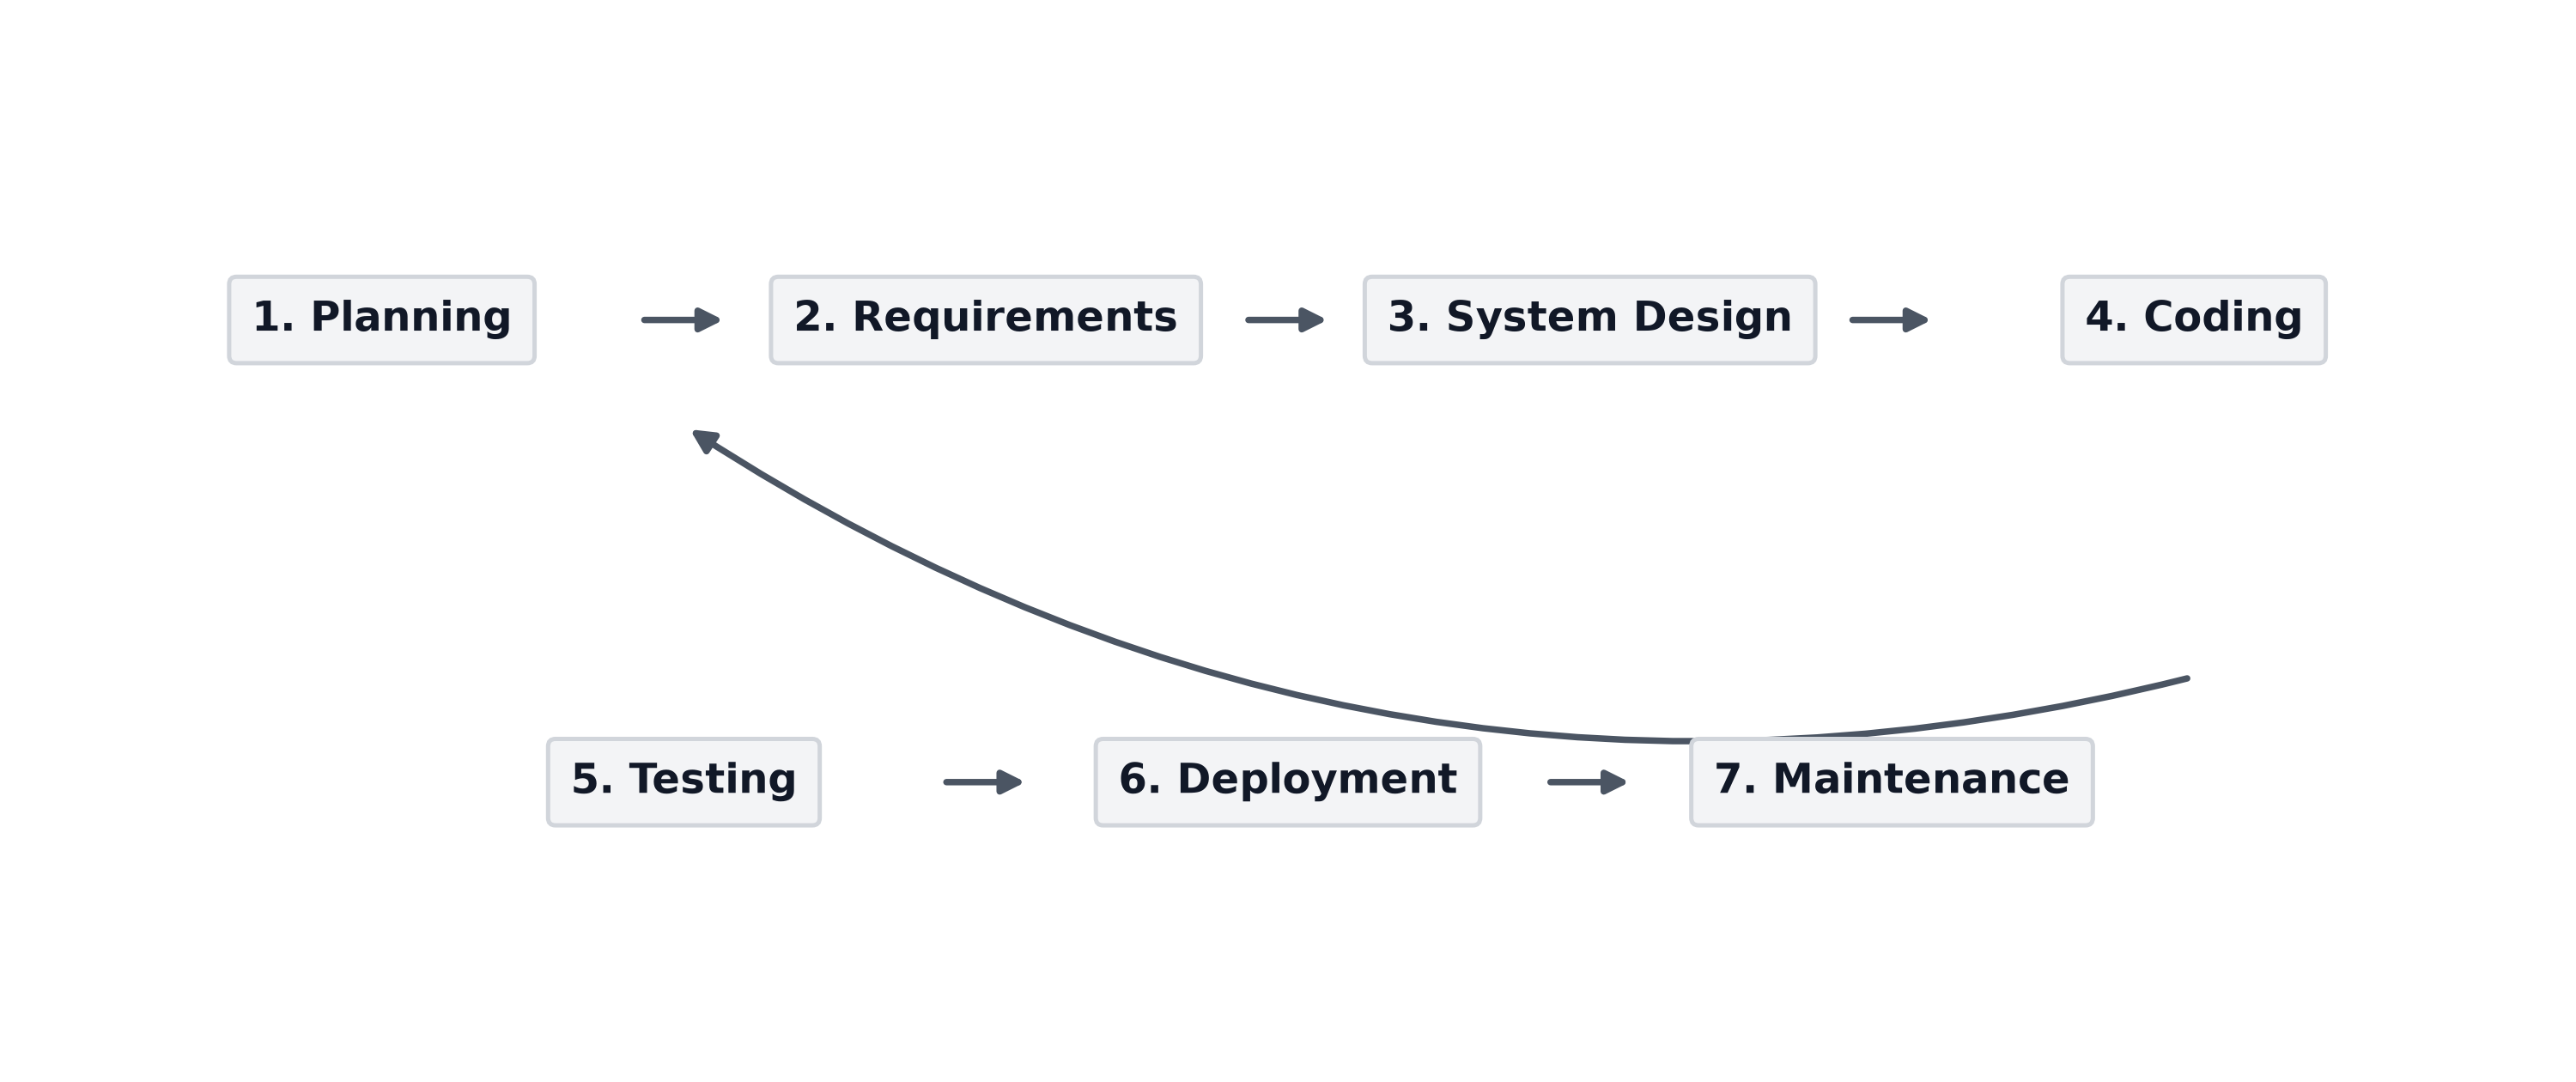 1. Planning
2. Requirements
3. System Design
4. Coding
5. Testing
6. Deployment
7. Maintenance